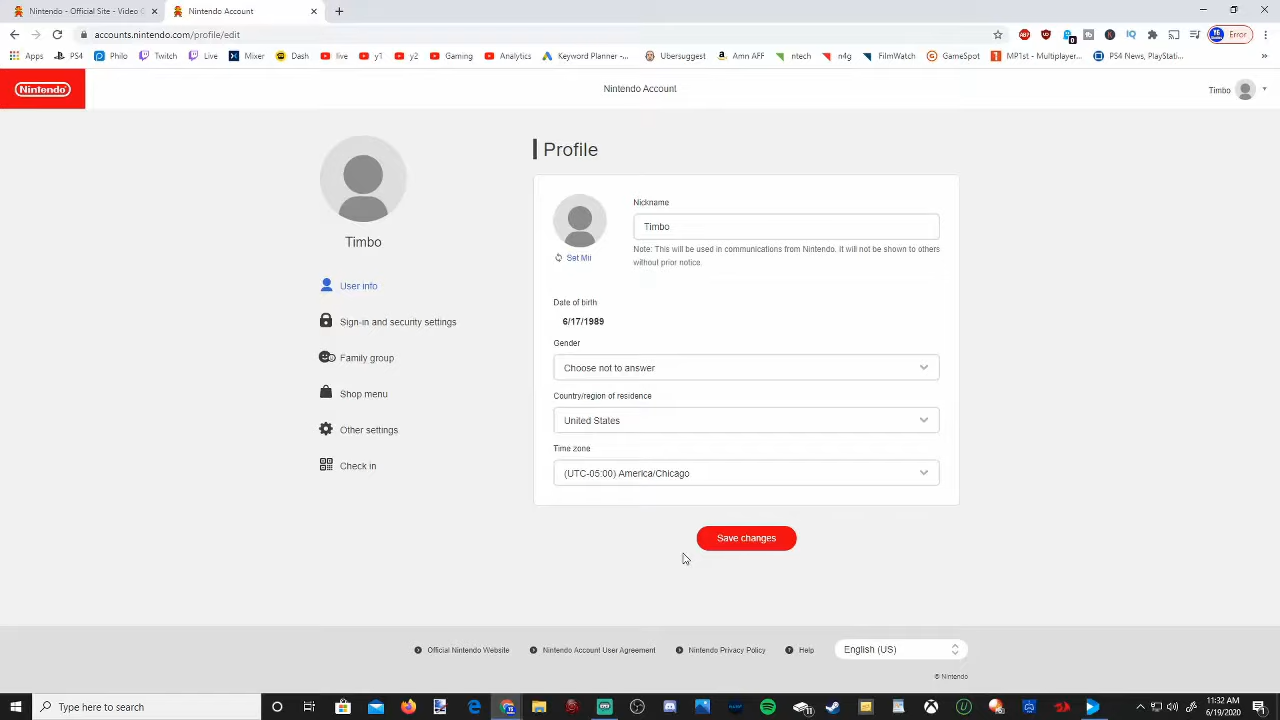 Nintendo - Official Site - Video G
Nintendo Account
accounts.nintendo.com/profile/edit
Error
Apps
PS4
Philo
Twitch
Live
Mixer
Dash
live
y1
y2
Gaming
Analytics
Keyword Planner -...
Ubersuggest
Amn AFF
ntech
n4g
FilmWatch
GameSpot
MP1st - Multiplayer...
PS4 News, PlayStati...
Nintendo
Nintendo Account
Timbo
Timbo
User info
Sign-in and security settings
Family group
Shop menu
Other settings
Check in
Profile
Set Mii
Nickname
Timbo
Note: This will be used in communications from Nintendo. It will not be shown to others
without prior notice.
Date of birth
6/17/1989
Gender
Choose not to answer
Country/region of residence
United States
Time zone
(UTC-05:00) America/Chicago
Save changes
Official Nintendo Website
Nintendo Account User Agreement
Nintendo Privacy Policy
Help
English (US)
© Nintendo
Type here to search
11:32 AM
6/19/2020